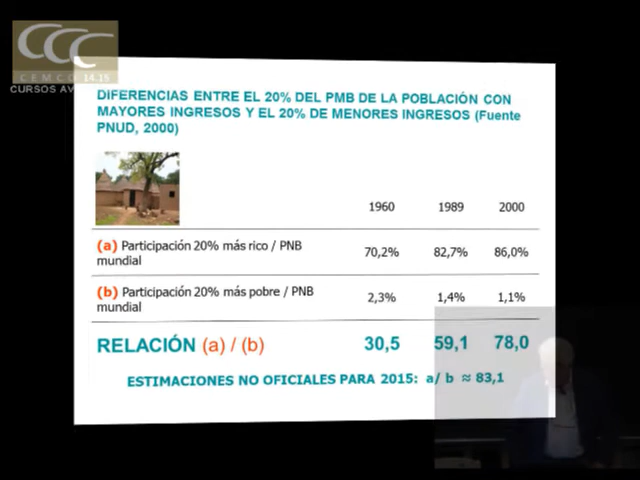 CCC
CEMCO 14.15
CURSOS AV
DIFERENCIAS ENTRE EL 20% DEL PMB DE LA POBLACIÓN CON
MAYORES INGRESOS Y EL 20% DE MENORES INGRESOS (Fuente
PNUD, 2000)
1960 1989 2000
(a) Participación 20% más rico / PNB
mundial
70,2% 82,7% 86,0%
(b) Participación 20% más pobre / PNB
mundial
2,3% 1,4% 1,1%
RELACIÓN (a) / (b) 30,5 59,1 78,0
ESTIMACIONES NO OFICIALES PARA 2015: a/ b ≈ 83,1